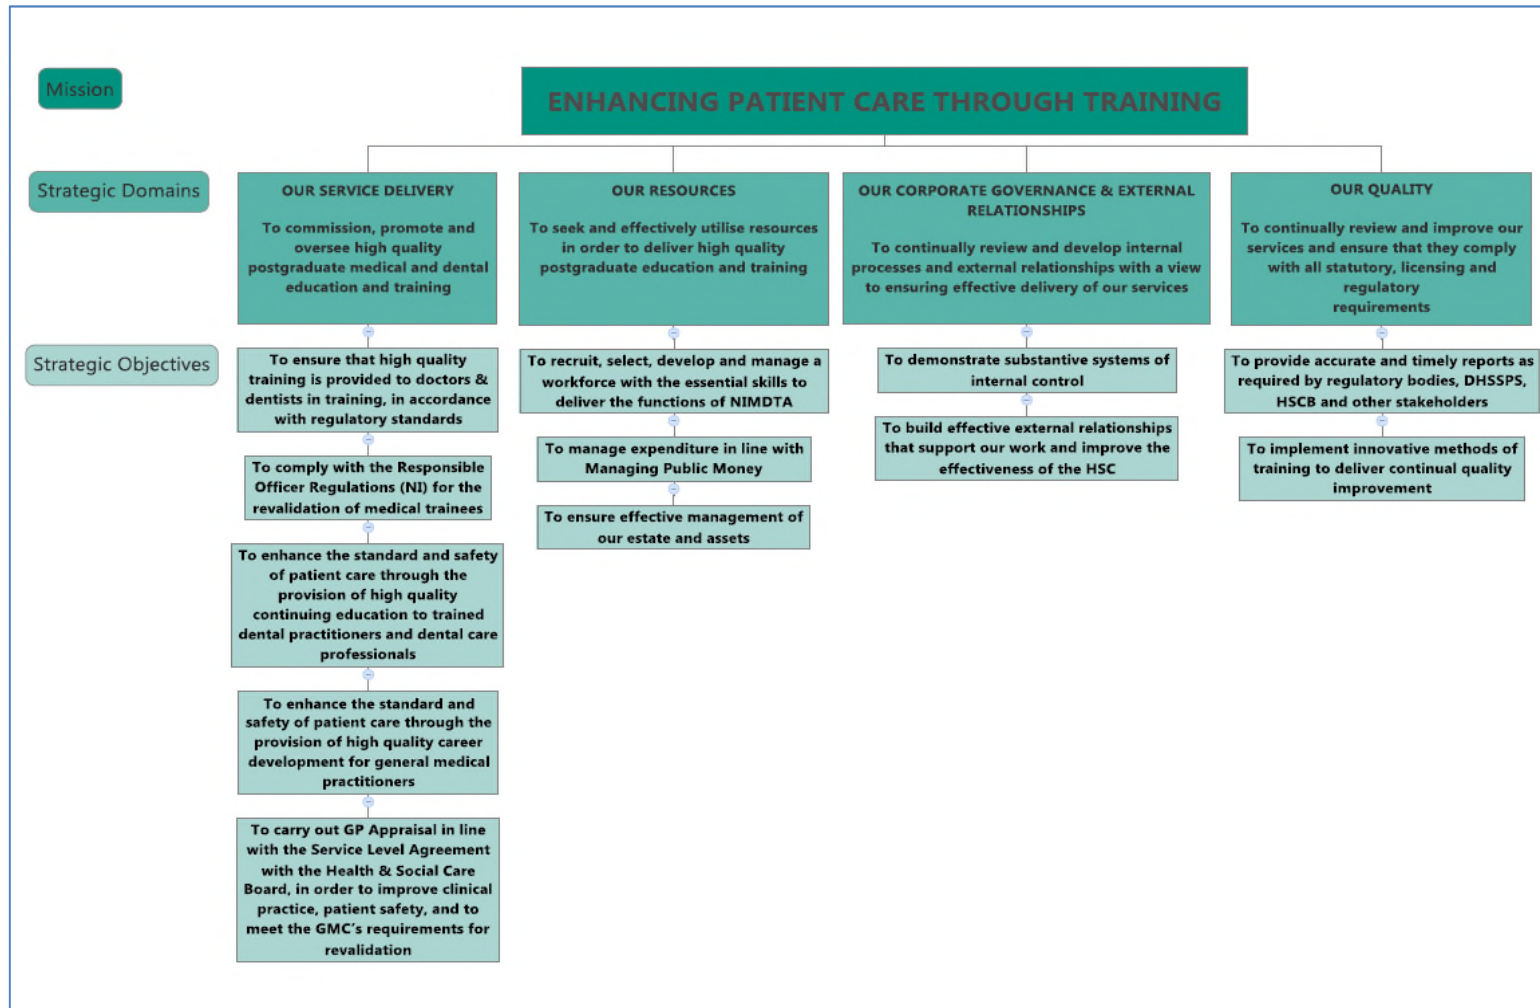 Mission
ENHANCING PATIENT CARE THROUGH TRAINING
Strategic Domains
OUR SERVICE DELIVERY
To commission, promote and
oversee high quality
postgraduate medical and dental
education and training
OUR RESOURCES
To seek and effectively utilise resources
in order to deliver high quality
postgraduate education and training
OUR CORPORATE GOVERNANCE & EXTERNAL
RELATIONSHIPS
To continually review and develop internal
processes and external relationships with a view
to ensuring effective delivery of our services
OUR QUALITY
To continually review and improve our
services and ensure that they comply
with all statutory, licensing and
regulatory
requirements
Strategic Objectives
To ensure that high quality
training is provided to doctors &
dentists in training, in accordance
with regulatory standards
To comply with the Responsible
Officer Regulations (NI) for the
revalidation of medical trainees
To enhance the standard and safety
of patient care through the
provision of high quality
continuing education to trained
dental practitioners and dental care
professionals
To enhance the standard and
safety of patient care through the
provision of high quality career
development for general medical
practitioners
To carry out GP Appraisal in line
with the Service Level Agreement
with the Health & Social Care
Board, in order to improve clinical
practice, patient safety, and to
meet the GMC's requirements for
revalidation
To recruit, select, develop and manage a
workforce with the essential skills to
deliver the functions of NIMDTA
To manage expenditure in line with
Managing Public Money
To ensure effective management of
our estate and assets
To demonstrate substantive systems of
internal control
To build effective external relationships
that support our work and improve the
effectiveness of the HSC
To provide accurate and timely reports as
required by regulatory bodies, DHSSPS,
HSCB and other stakeholders
To implement innovative methods of
training to deliver continual quality
improvement